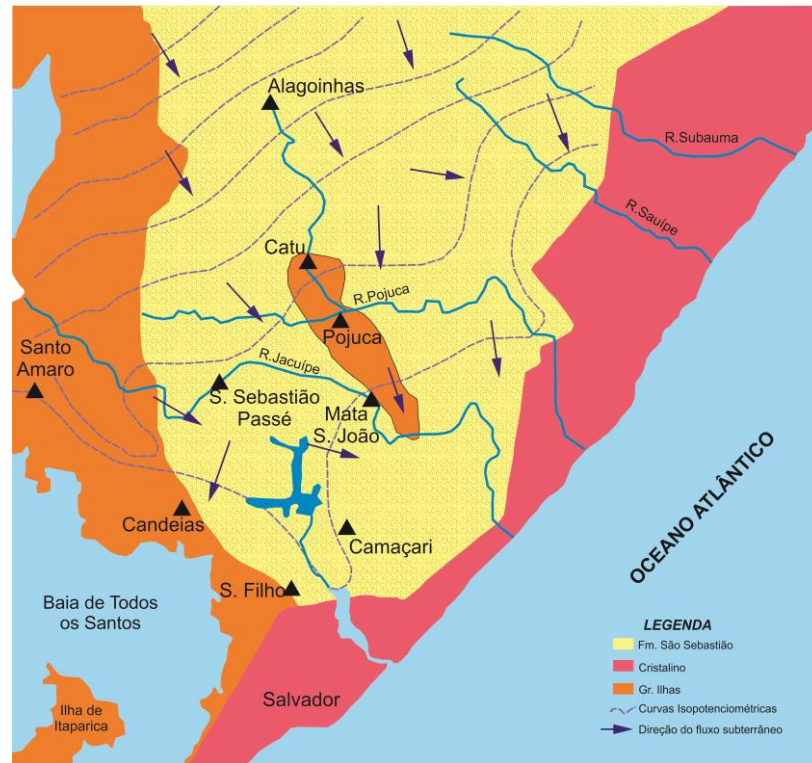 Alagoinhas
R.Subauma
R.Sauípe
Catu
R.Pojuca
Pojuca
Santo
Amaro
R.Jacuípe
S. Sebastião
Passé
Mata
S. João
Candeias
Camaçari
OCEANO ATLÂNTICO
S. Filho
Baia de Todos
os Santos
Salvador
Ilha de
Itaparica
LEGENDA
Fm. São Sebastião
Cristalino
Gr. Ilhas
Curvas Isopotenciométricas
Direção do fluxo subterrâneo